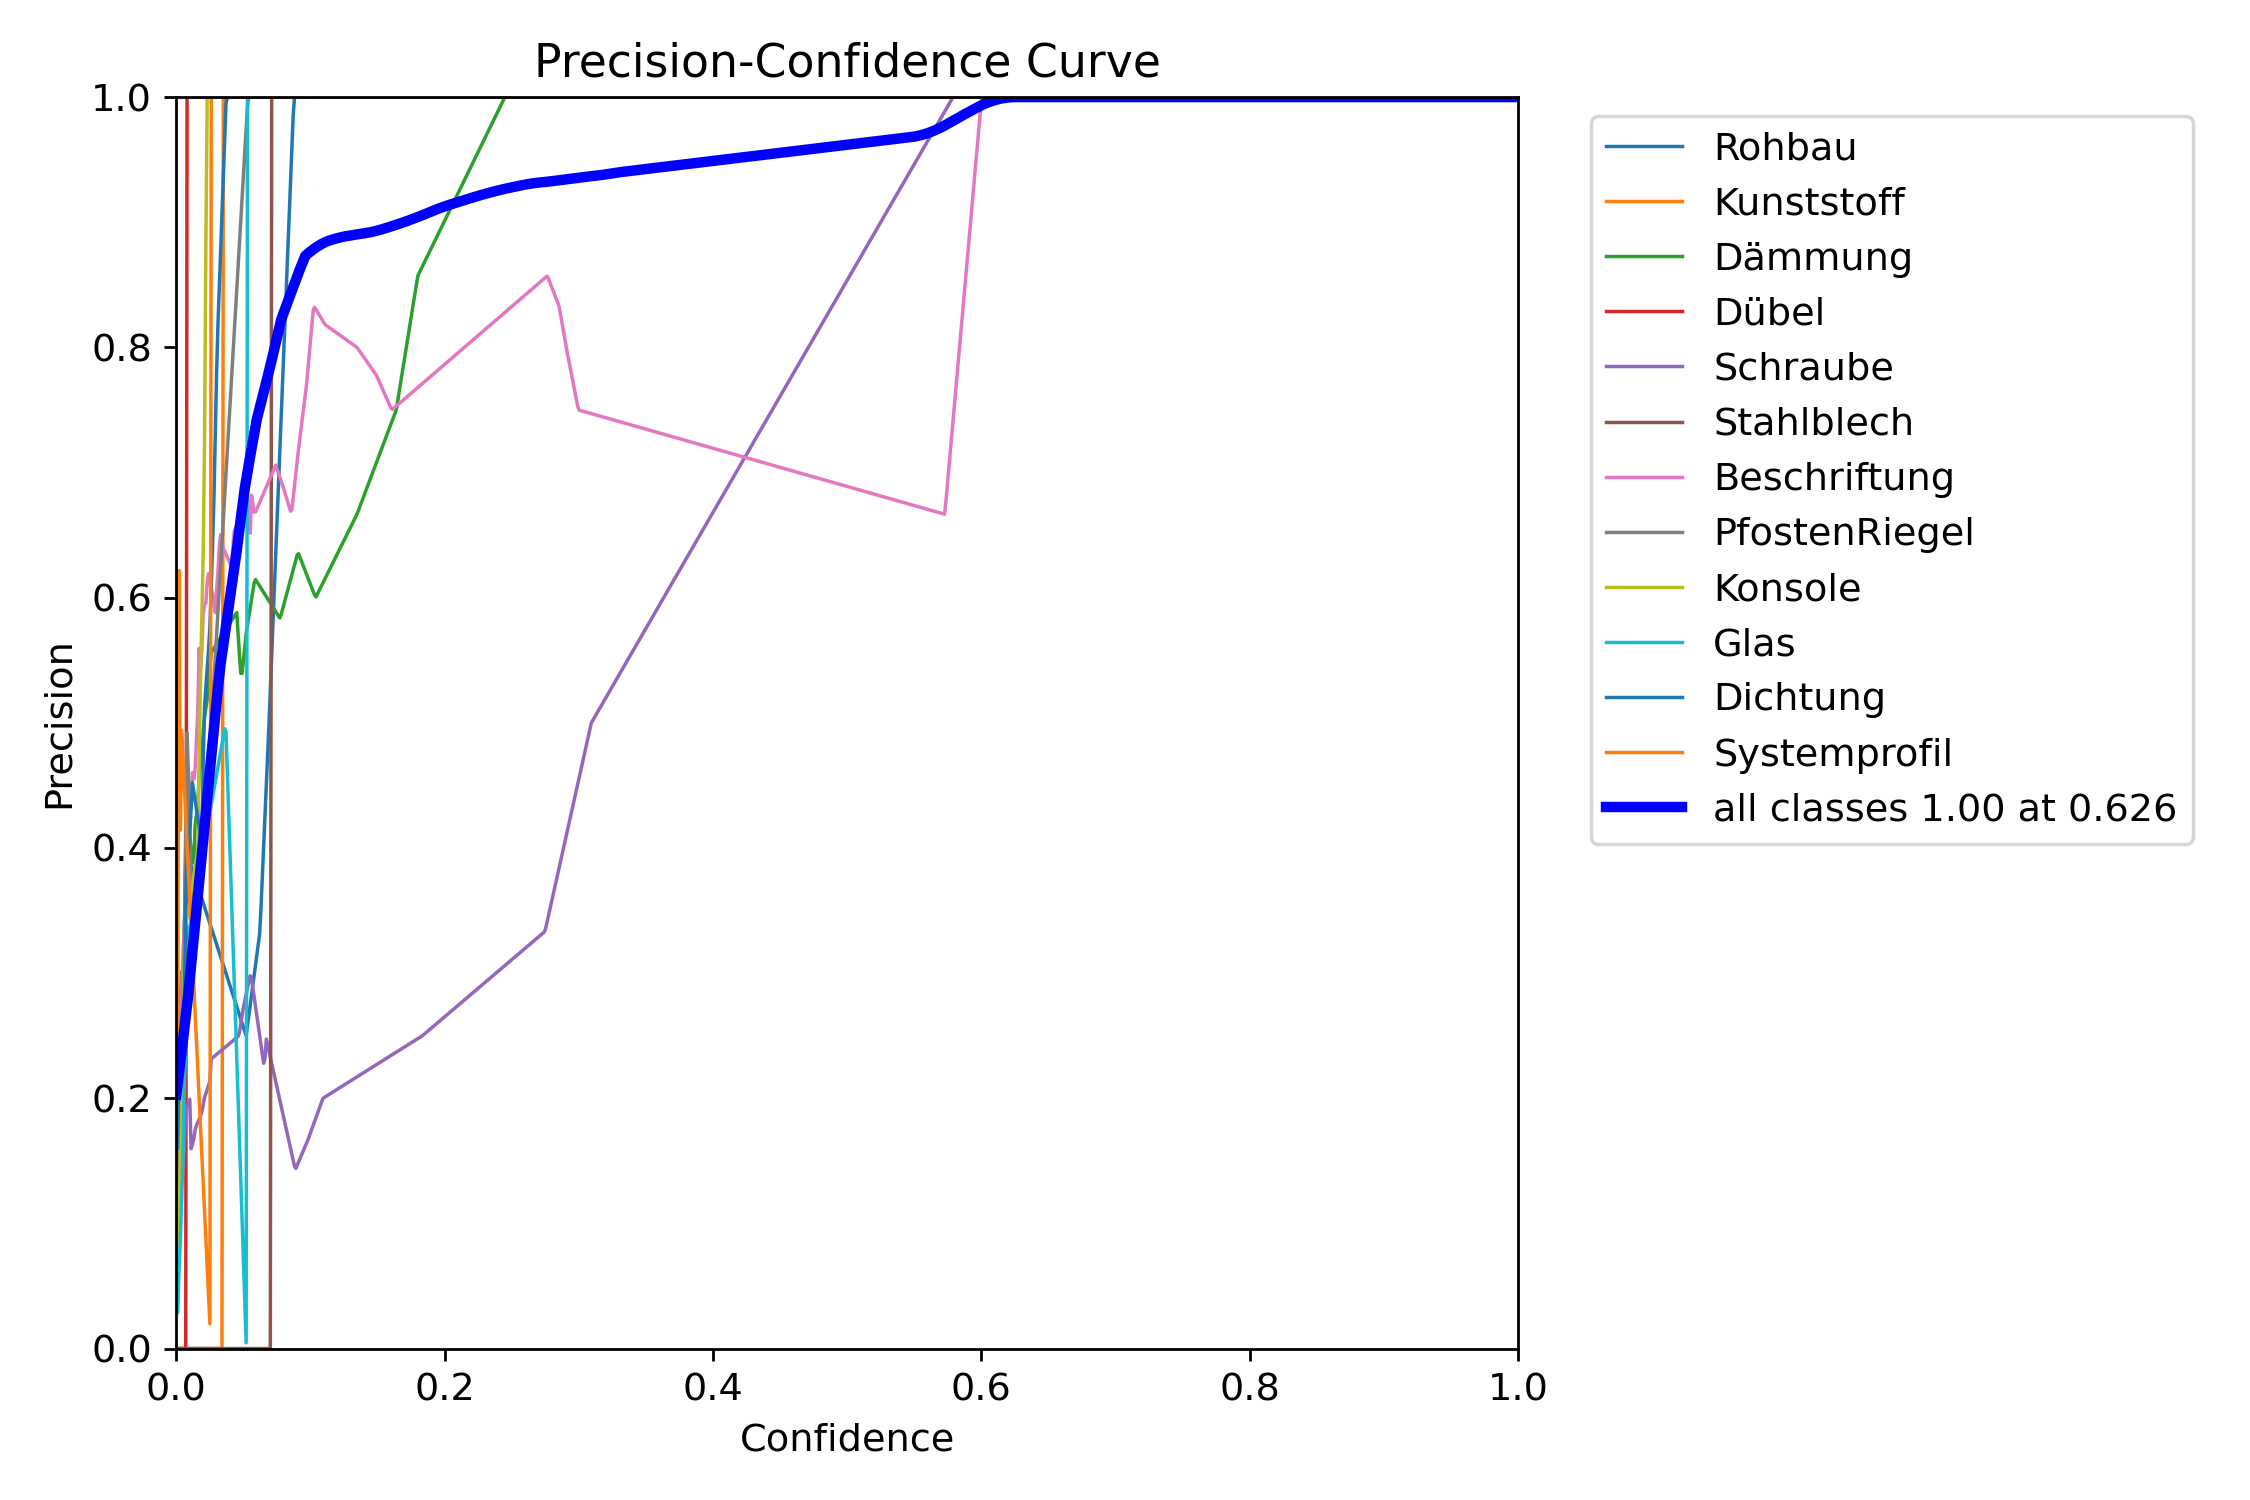 Precision-Confidence Curve
1.0
0.8
0.6
0.4
0.2
0.0
Precision
0.0 0.2 0.4 0.6 0.8 1.0
Confidence
Rohbau
Kunststoff
Dämmung
Dübel
Schraube
Stahlblech
Beschriftung
PfostenRiegel
Konsole
Glas
Dichtung
Systemprofil
all classes 1.00 at 0.626